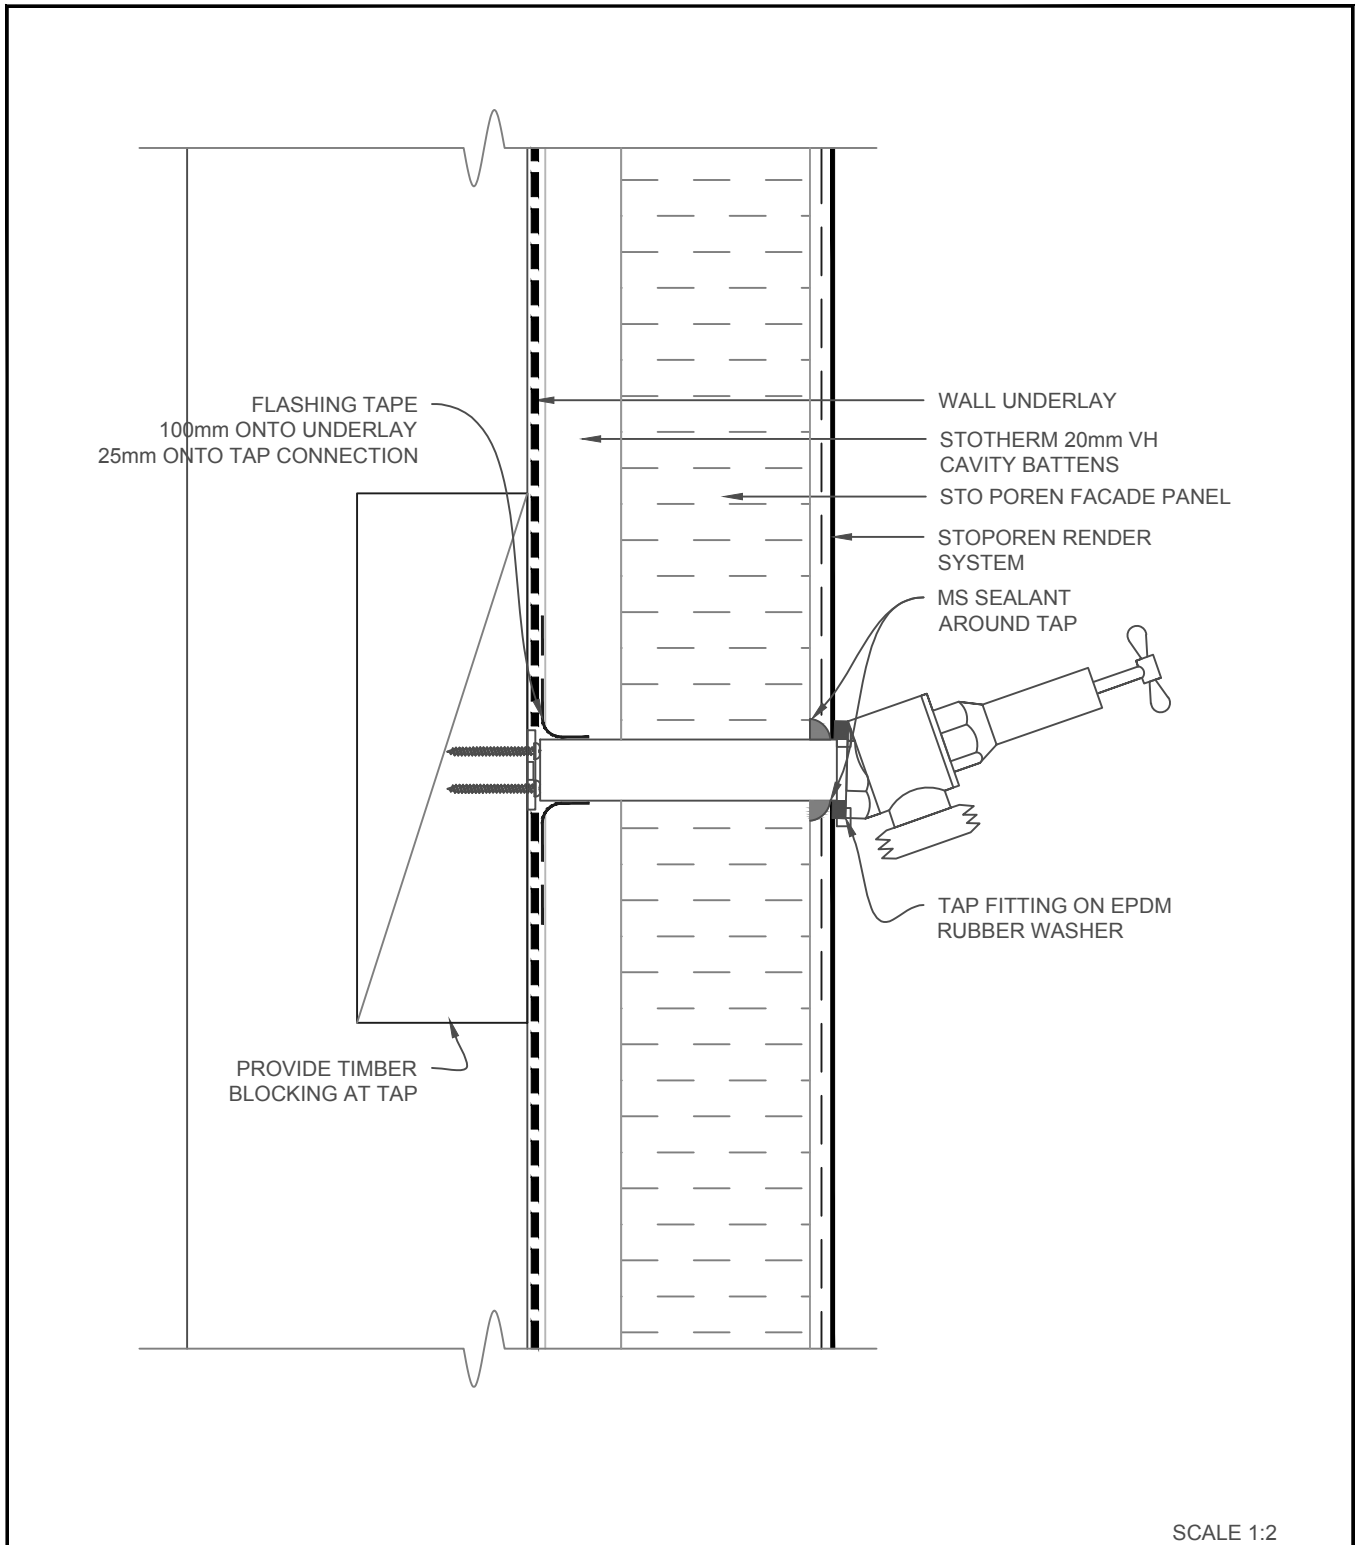 FLASHING TAPE
100mm ONTO UNDERLAY
25mm ONTO TAP CONNECTION
WALL UNDERLAY
STOTHERM 20mm VH
CAVITY BATTENS
STO POREN FACADE PANEL
STOPOREN RENDER
SYSTEM
MS SEALANT
AROUND TAP
TAP FITTING ON EPDM
RUBBER WASHER
PROVIDE TIMBER
BLOCKING AT TAP
SCALE 1:2